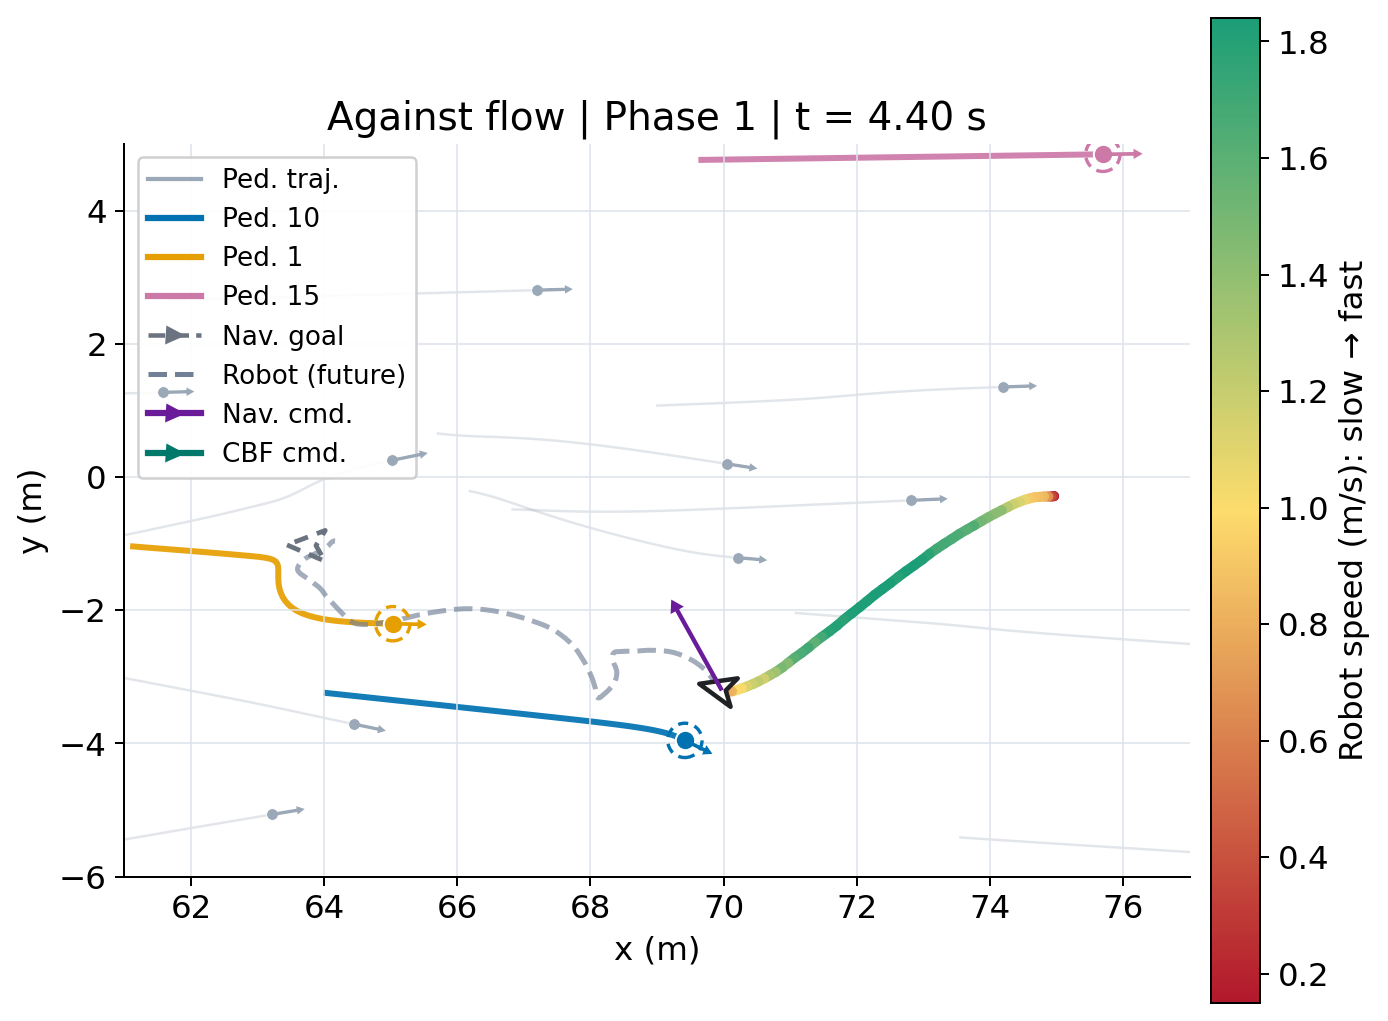 Against flow | Phase 1 | t = 4.40 s
Ped. traj.
Ped. 10
Ped. 1
Ped. 15
Nav. goal
Robot (future)
Nav. cmd.
CBF cmd.
4
2
0
−2
−4
−6
y (m)
62
64
66
68
70
72
74
76
x (m)
1.8
1.6
1.4
1.2
1.0
0.8
0.6
0.4
0.2
Robot speed (m/s): slow → fast